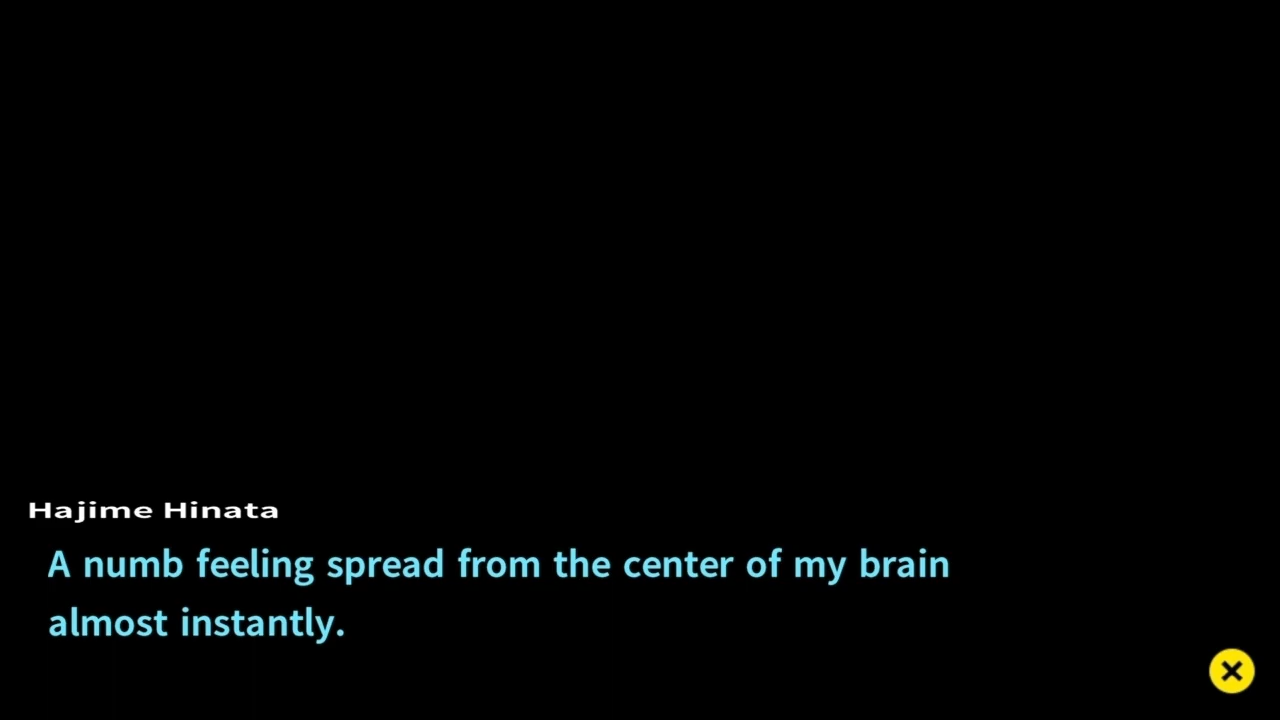 Hajime Hinata
A numb feeling spread from the center of my brain
almost instantly.